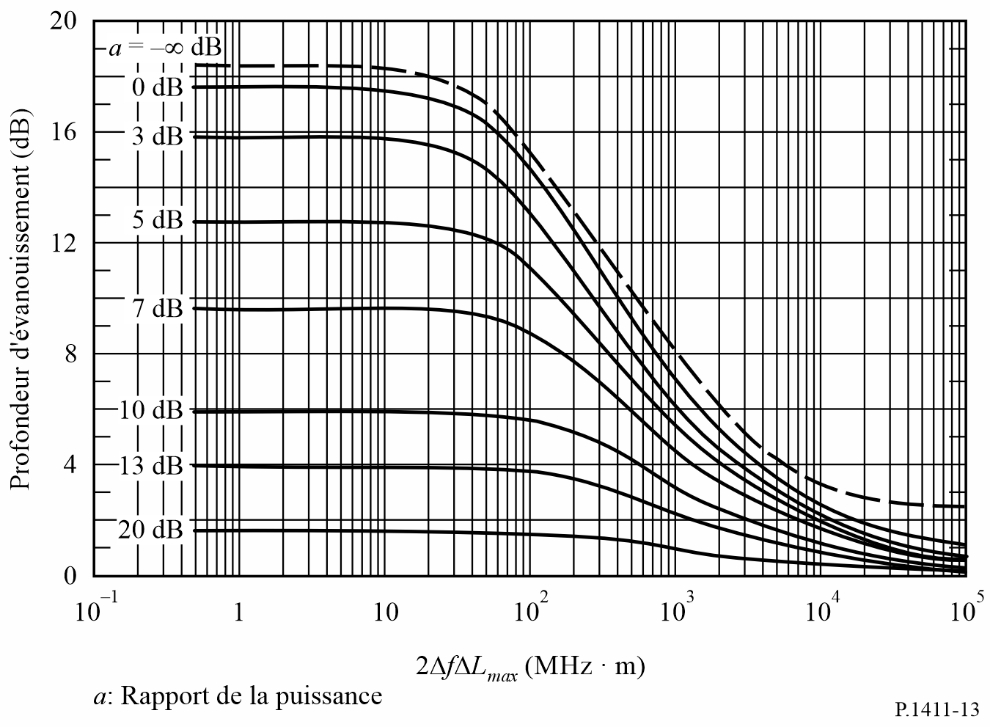 20
16
12
8
4
0
Profondeur d'évanouissement (dB)
a = –∞ dB
0 dB
3 dB
5 dB
7 dB
10 dB
13 dB
20 dB
10⁻¹ 1 10 10² 10³ 10⁴ 10⁵
2ΔfΔLmax (MHz · m)
a: Rapport de la puissance
P.1411-13